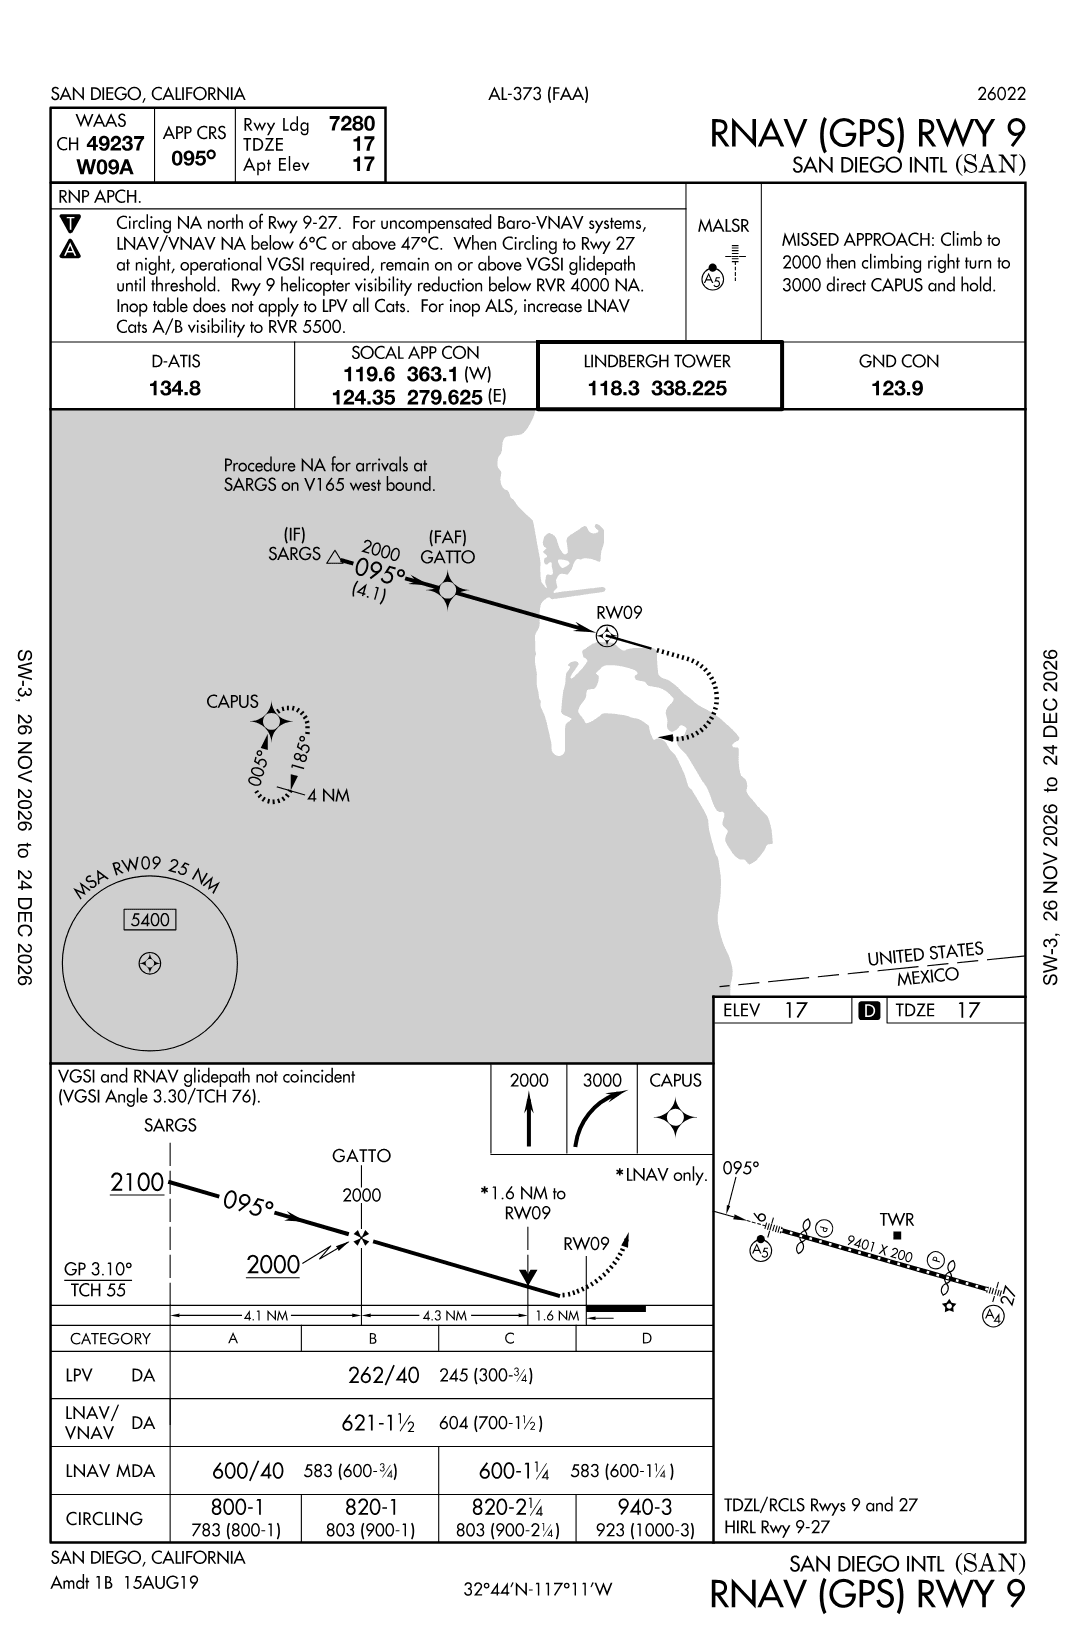 SAN DIEGO, CALIFORNIA
AL-373 (FAA)
26022
WAAS
CH 49237
W09A
APP CRS
095°
Rwy Ldg 7280
TDZE 17
Apt Elev 17
RNAV (GPS) RWY 9
SAN DIEGO INTL (SAN)
RNP APCH.
T
A
Circling NA north of Rwy 9-27. For uncompensated Baro-VNAV systems,
LNAV/VNAV NA below 6°C or above 47°C. When Circling to Rwy 27
at night, operational VGSI required, remain on or above VGSI glidepath
until threshold. Rwy 9 helicopter visibility reduction below RVR 4000 NA.
Inop table does not apply to LPV all Cats. For inop ALS, increase LNAV
Cats A/B visibility to RVR 5500.
MALSR
A5
MISSED APPROACH: Climb to
2000 then climbing right turn to
3000 direct CAPUS and hold.
D-ATIS
134.8
SOCAL APP CON
119.6 363.1 (W)
124.35 279.625 (E)
LINDBERGH TOWER
118.3 338.225
GND CON
123.9
Procedure NA for arrivals at
SARGS on V165 west bound.
(IF)
SARGS
2000
095°
(4.1)
(FAF)
GATTO
RW09
CAPUS
005°
185°
4 NM
MSA RW09 25 NM
5400
UNITED STATES
MEXICO
SW-3, 26 NOV 2026 to 24 DEC 2026
SW-3, 26 NOV 2026 to 24 DEC 2026
ELEV 17
D
TDZE 17
095°
9
A5
P
TWR
9401 X 200
P
27
A4
TDZL/RCLS Rwys 9 and 27
HIRL Rwy 9-27
VGSI and RNAV glidepath not coincident
(VGSI Angle 3.30/TCH 76).
2000
3000
CAPUS
SARGS
2100
095°
GATTO
2000
2000
*LNAV only.
*1.6 NM to
RW09
RW09
GP 3.10°
TCH 55
4.1 NM
4.3 NM
1.6 NM
CATEGORY A B C D
LPV DA 262/40 245 (300-¾)
LNAV/
VNAV DA 621-1½ 604 (700-1½)
LNAV MDA 600/40 583 (600-¾) 600-1¼ 583 (600-1¼)
CIRCLING
800-1 820-1 820-2¼ 940-3
783 (800-1) 803 (900-1) 803 (900-2¼) 923 (1000-3)
SAN DIEGO, CALIFORNIA
Amdt 1B 15AUG19
32°44'N-117°11'W
SAN DIEGO INTL (SAN)
RNAV (GPS) RWY 9